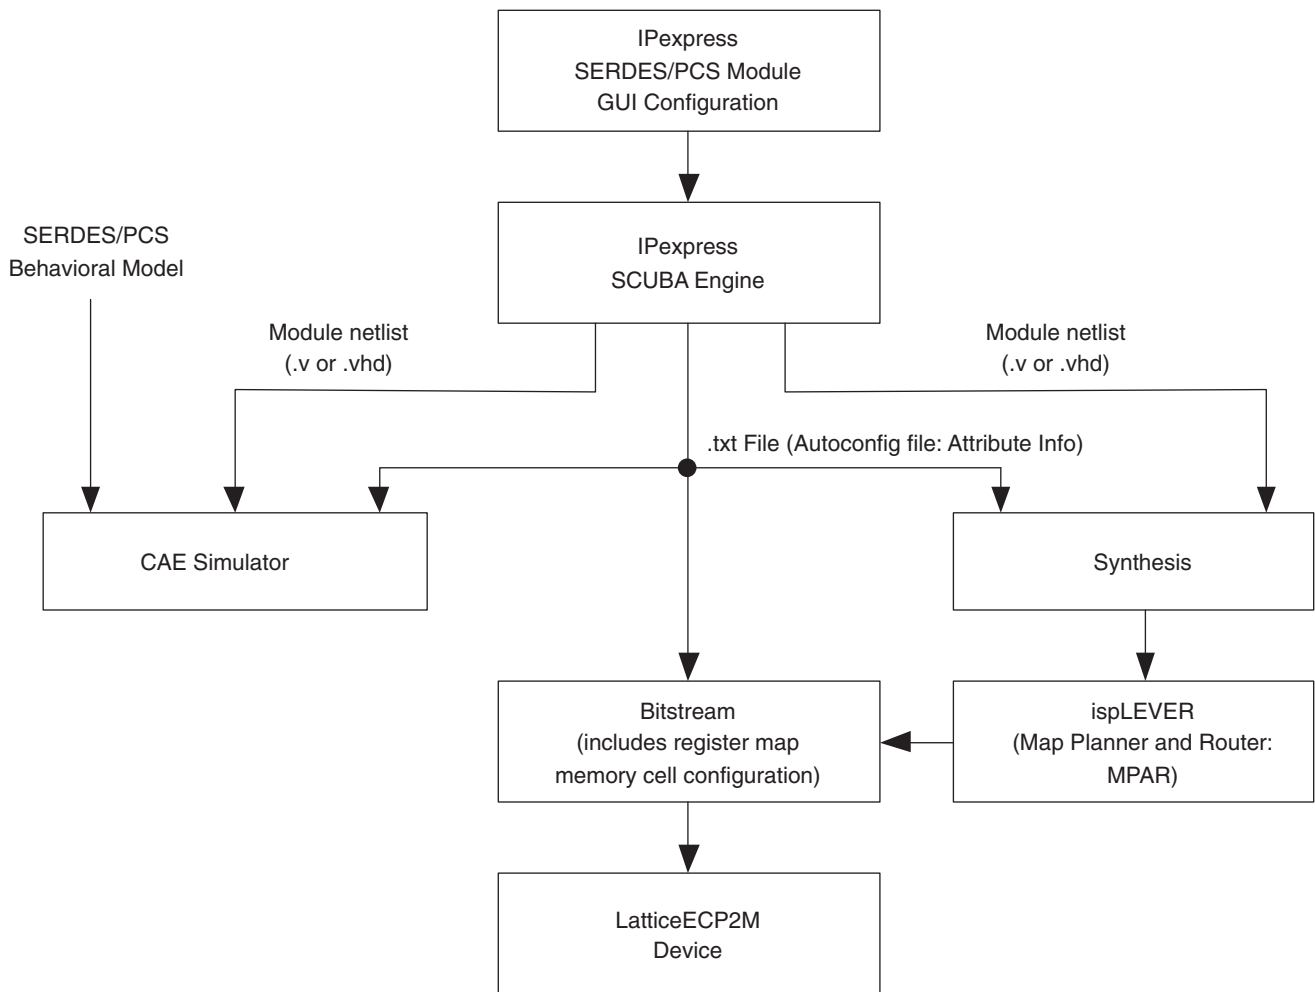 IPexpress
SERDES/PCS Module
GUI Configuration
IPexpress
SCUBA Engine
SERDES/PCS
Behavioral Model
Module netlist
(.v or .vhd)
Module netlist
(.v or .vhd)
.txt File (Autoconfig file: Attribute Info)
CAE Simulator
Synthesis
Bitstream
(includes register map
memory cell configuration)
ispLEVER
(Map Planner and Router:
MPAR)
LatticeECP2M
Device